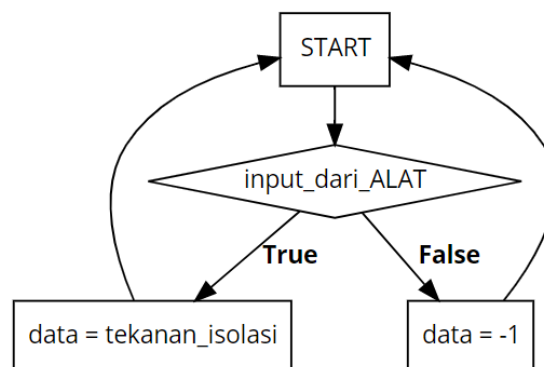 START
input_dari_ALAT
True
False
data = tekanan_isolasi
data = -1